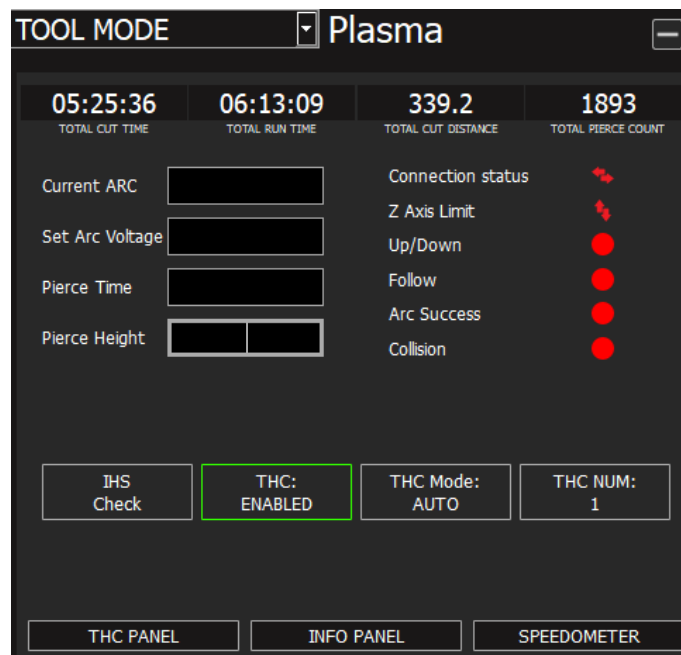 TOOL MODE Plasma
05:25:36 06:13:09 339.2 1893
TOTAL CUT TIME TOTAL RUN TIME TOTAL CUT DISTANCE TOTAL PIERCE COUNT
Current ARC
Set Arc Voltage
Pierce Time
Pierce Height
Connection status
Z Axis Limit
Up/Down
Follow
Arc Success
Collision
IHS
Check
THC:
ENABLED
THC Mode:
AUTO
THC NUM:
1
THC PANEL INFO PANEL SPEEDOMETER